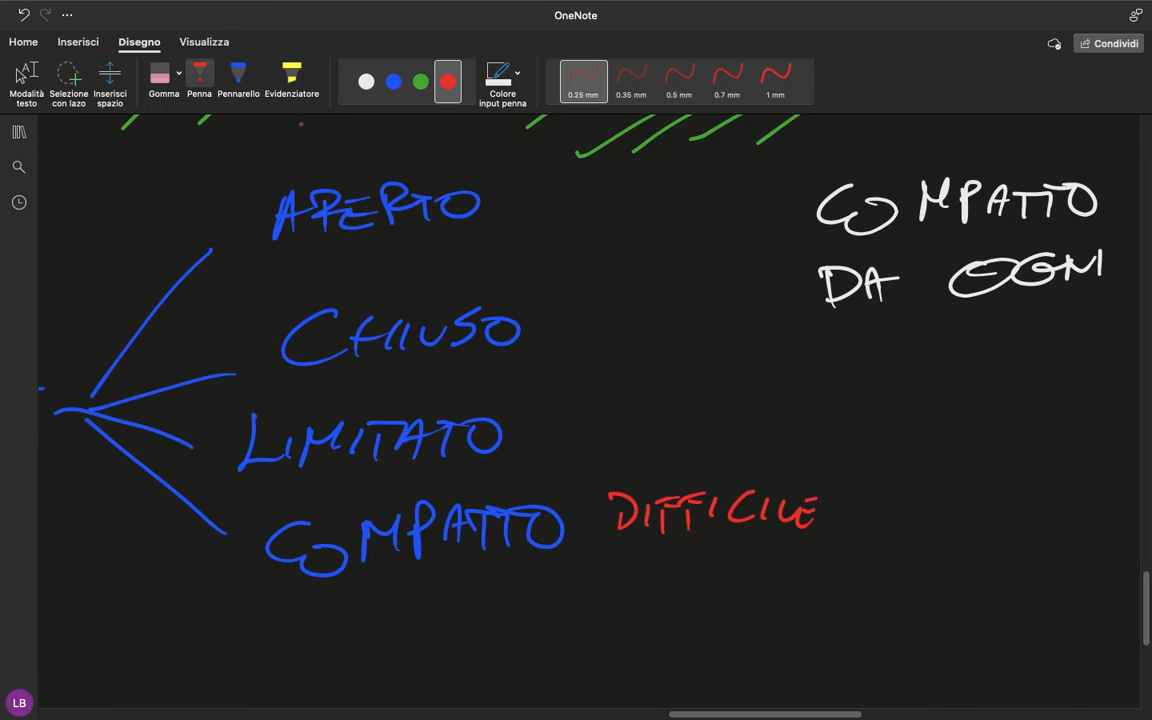 OneNote
Home Inserisci Disegno Visualizza
Condividi
Modalità testo
Selezione con lazo
Inserisci spazio
Gomma
Penna
Pennarello
Evidenziatore
Colore input penna
0.25 mm
0.35 mm
0.5 mm
0.7 mm
1 mm
APERTO
CHIUSO
LIMITATO
COMPATTO DIFFICILE
COMPATTO
DA OGNI
LB